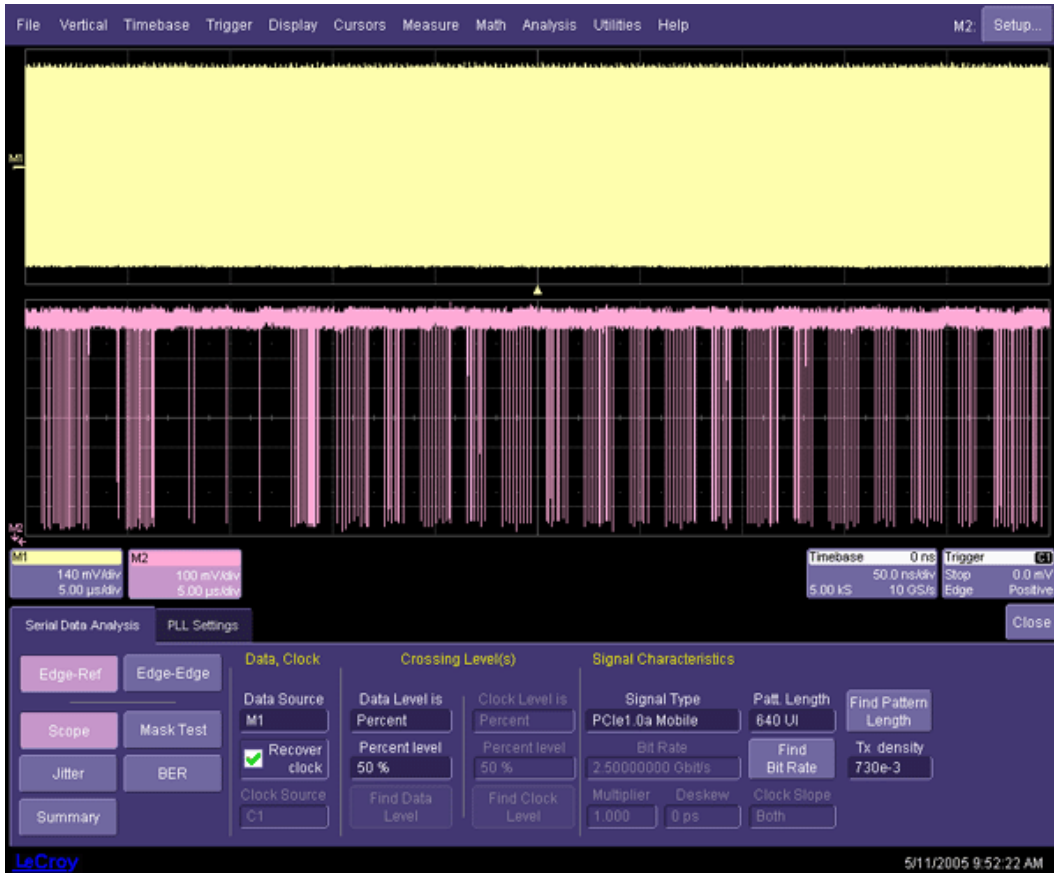 File Vertical Timebase Trigger Display Cursors Measure Math Analysis Utilities Help M2: Setup...
M1
M2
M1 M2 Timebase 0 ns Trigger C1
140 mV/div 100 mV/div 50.0 ns/div Stop 0.0 mV
5.00 µs/div 5.00 µs/div 5.00 kS 10 GS/s Edge Positive
Serial Data Analysis PLL Settings Close
Data, Clock Crossing Level(s) Signal Characteristics
Edge-Ref Edge-Edge
Data Source Data Level is Clock Level is Signal Type Patt. Length Find Pattern Length
M1 Percent Percent PCIe1.0a Mobile 640 UI
Scope Mask Test
Recover clock Percent level Percent level Bit Rate Find Bit Rate Tx density
50 % 50 % 2.50000000 Gbit/s 730e-3
Jitter BER
Clock Source Find Data Level Find Clock Level Multiplier Deskew Clock Slope
Summary C1 1.000 0 ps Both
LeCroy 5/11/2005 9:52:22 AM